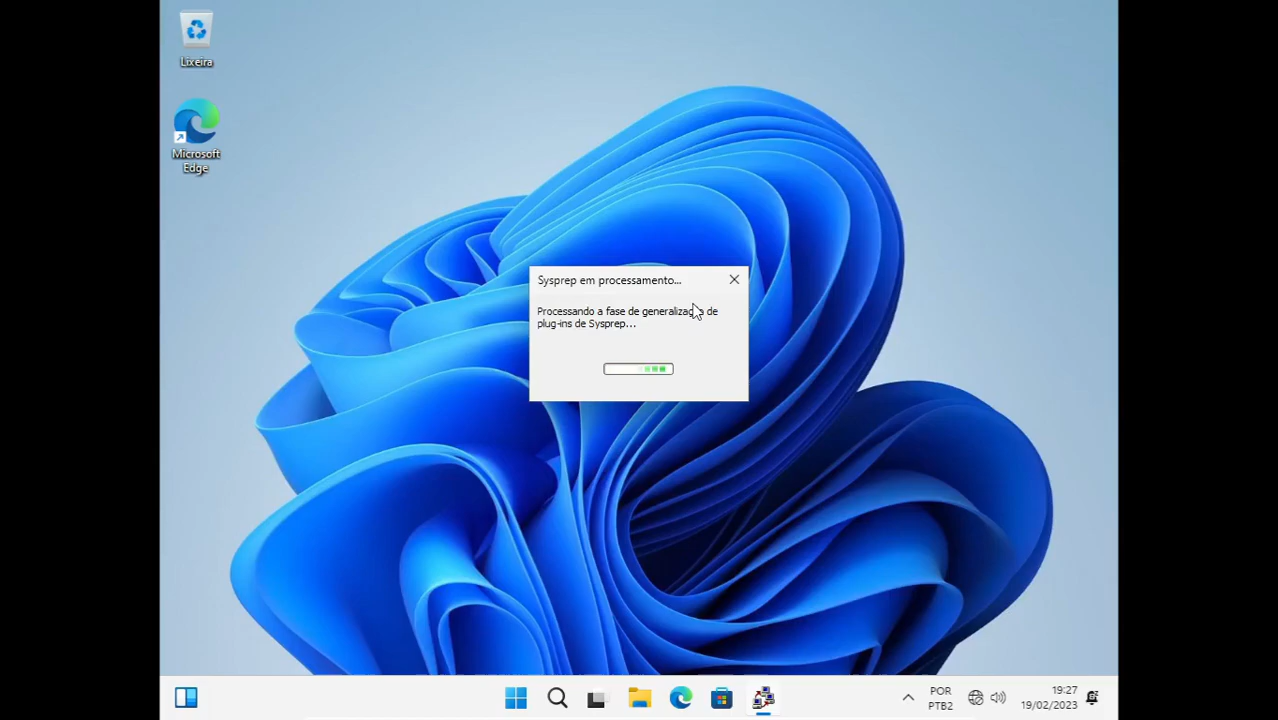 Lixeira
Microsoft
Edge
Sysprep em processamento...
Processando a fase de generalização de
plug-ins de Sysprep...
POR
PTB2
19:27
19/02/2023